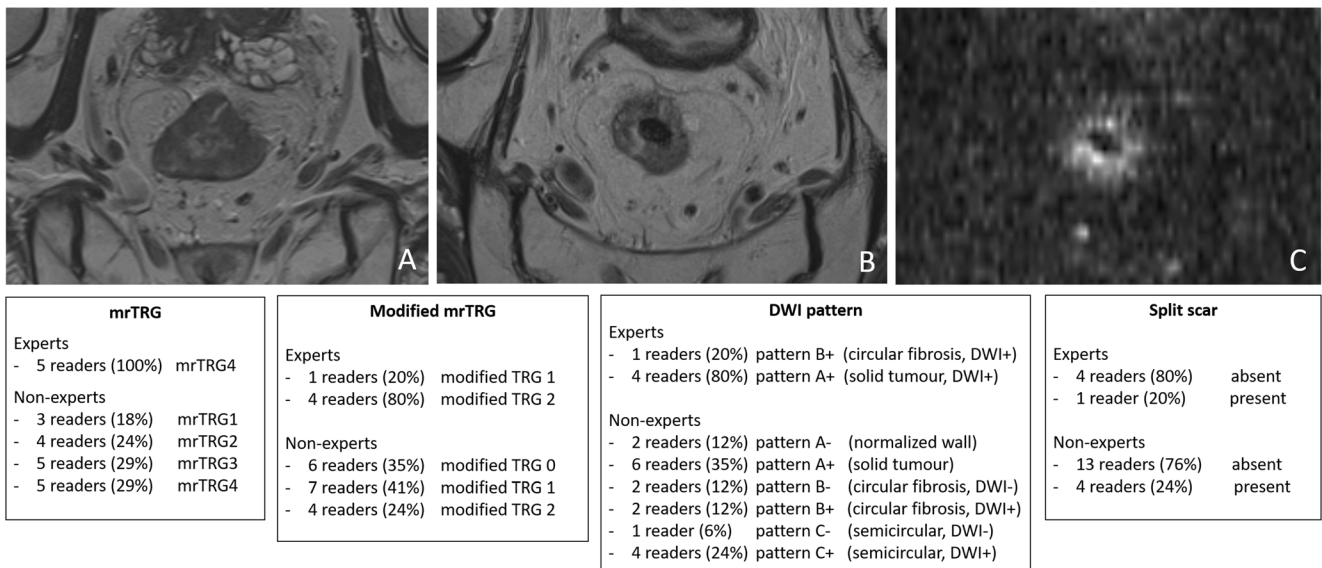 A
B
C
mrTRG
Experts
- 5 readers (100%) mrTRG4
Non-experts
- 3 readers (18%) mrTRG1
- 4 readers (24%) mrTRG2
- 5 readers (29%) mrTRG3
- 5 readers (29%) mrTRG4
Modified mrTRG
Experts
- 1 readers (20%) modified TRG 1
- 4 readers (80%) modified TRG 2
Non-experts
- 6 readers (35%) modified TRG 0
- 7 readers (41%) modified TRG 1
- 4 readers (24%) modified TRG 2
DWI pattern
Experts
- 1 readers (20%) pattern B+ (circular fibrosis, DWI+)
- 4 readers (80%) pattern A+ (solid tumour, DWI+)
Non-experts
- 2 readers (12%) pattern A- (normalized wall)
- 6 readers (35%) pattern A+ (solid tumour)
- 2 readers (12%) pattern B- (circular fibrosis, DWI-)
- 2 readers (12%) pattern B+ (circular fibrosis, DWI+)
- 1 reader (6%) pattern C- (semicircular, DWI-)
- 4 readers (24%) pattern C+ (semicircular, DWI+)
Split scar
Experts
- 4 readers (80%) absent
- 1 reader (20%) present
Non-experts
- 13 readers (76%) absent
- 4 readers (24%) present